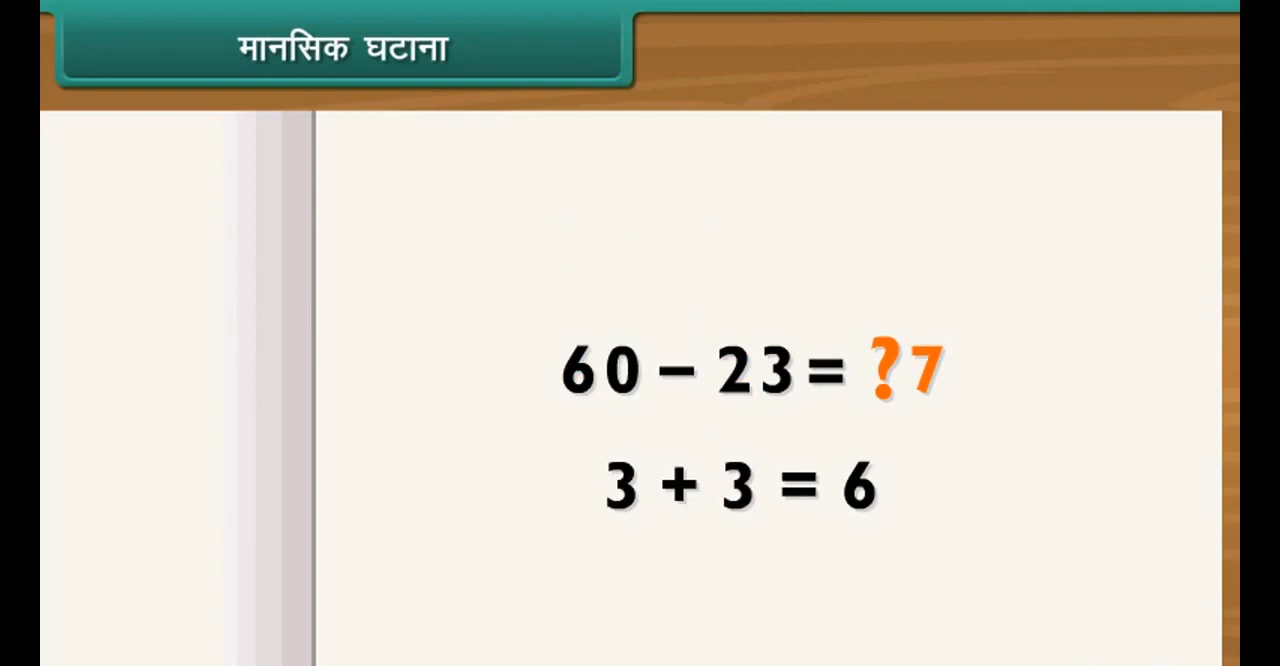 मानसिक घटाना
60 – 23 = ?7
3 + 3 = 6